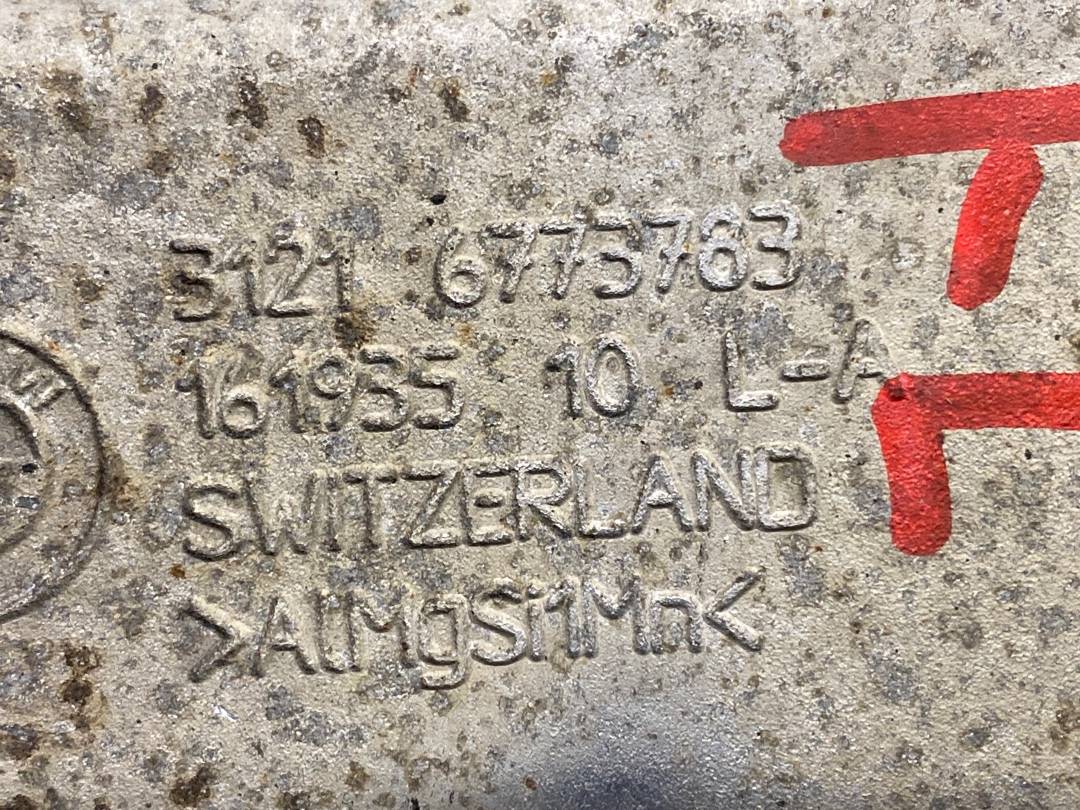 3121 6773783
161935 10 L-A
SWITZERLAND
>AlMgSi1Mn<